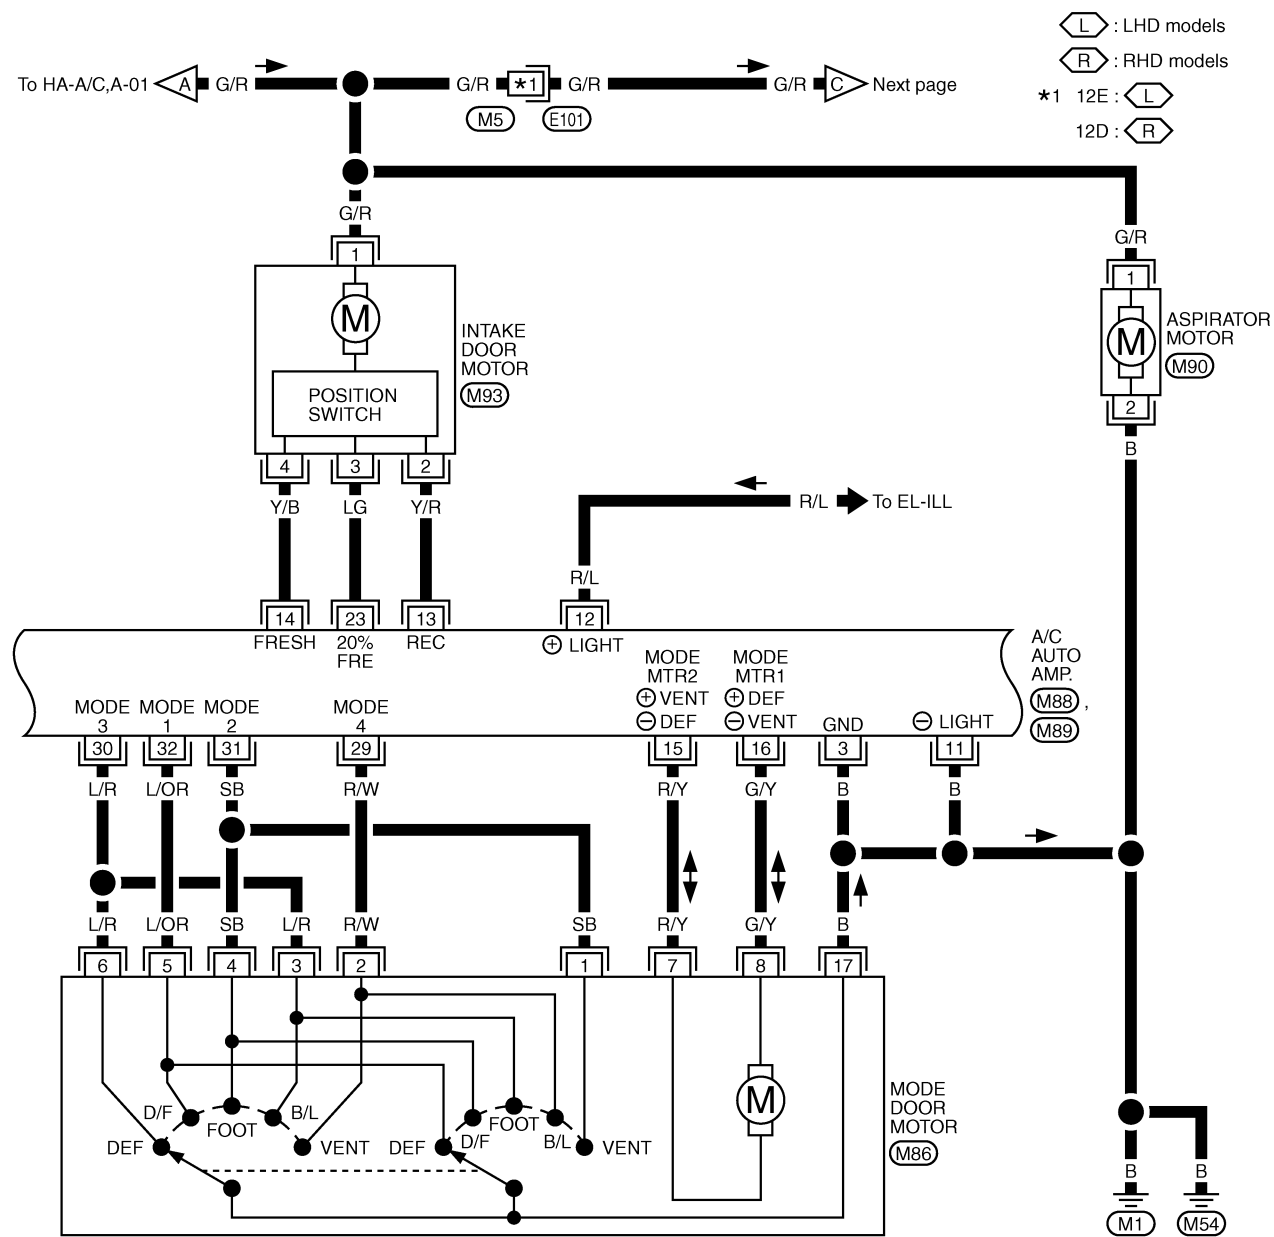 L : LHD models
R : RHD models
*1 12E : L
12D : R
To HA-A/C,A-01 A G/R G/R *1 G/R G/R C Next page
M5 E101
G/R G/R
1 1
M M
INTAKE
DOOR
MOTOR
M93
ASPIRATOR
MOTOR
M90
POSITION
SWITCH
2
B
4 3 2
Y/B LG Y/R
R/L To EL-ILL
R/L
14 23 13 12
FRESH 20%
FRE REC + LIGHT
A/C
AUTO
AMP.
M88 ,
M89
MODE
MTR2
+ VENT
− DEF
MODE
MTR1
+ DEF
− VENT
MODE
3
MODE
1
MODE
2
MODE
4
GND − LIGHT
30 32 31 29 15 16 3 11
L/R L/OR SB R/W R/Y G/Y B B
L/R L/OR SB L/R R/W SB R/Y G/Y B
6 5 4 3 2 1 7 8 17
M
MODE
DOOR
MOTOR
M86
D/F FOOT B/L
DEF VENT
D/F FOOT B/L
DEF VENT
B B
M1 M54